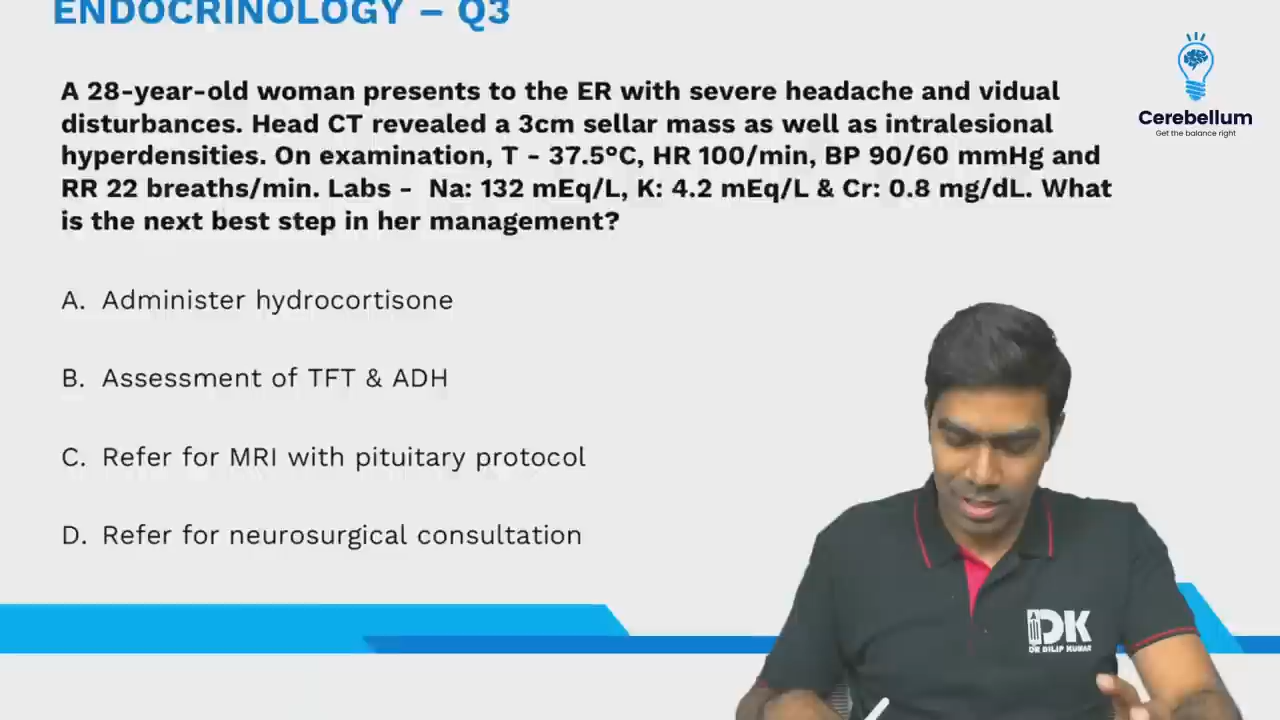 ENDOCRINOLOGY – Q3
A 28-year-old woman presents to the ER with severe headache and vidual
disturbances. Head CT revealed a 3cm sellar mass as well as intralesional
hyperdensities. On examination, T - 37.5°C, HR 100/min, BP 90/60 mmHg and
RR 22 breaths/min. Labs - Na: 132 mEq/L, K: 4.2 mEq/L & Cr: 0.8 mg/dL. What
is the next best step in her management?
A. Administer hydrocortisone
B. Assessment of TFT & ADH
C. Refer for MRI with pituitary protocol
D. Refer for neurosurgical consultation
Cerebellum
Get the balance right
DK
DR DILIP KUMAR